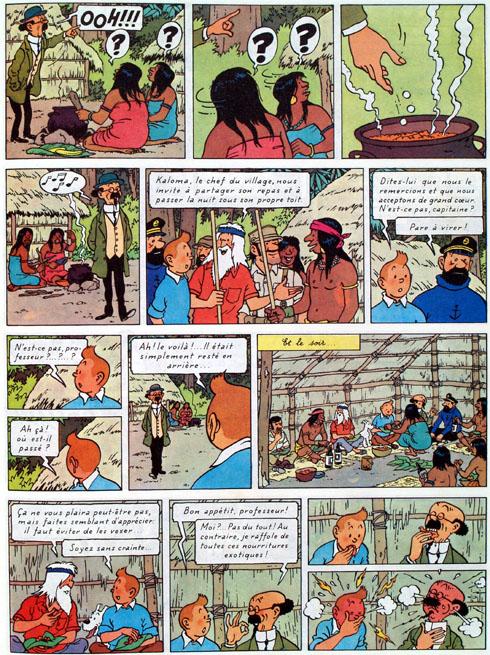 OOH!!!
?
?
?
?
Kaloma, le chef du village, nous
invite à partager son repas et à
passer la nuit sous son propre toit.
Dites-lui que nous le
remercions et que nous
acceptons de grand cœur.
N'est-ce pas, capitaine ?
Pare à virer !
N'est-ce pas, pro-
fesseur ?...?...?
Ah çà !
où est-il
passé ?
Ah ! le voilà !... Il était
simplement resté en
arrière...
Et le soir...
Ça ne vous plaira peut-être pas,
mais faites semblant d'apprécier:
il faut éviter de les vexer...
Soyez sans crainte...
Bon appétit, professeur !
Moi ?... Pas du tout ! Au
contraire, je raffole de
toutes ces nourritures
exotiques !